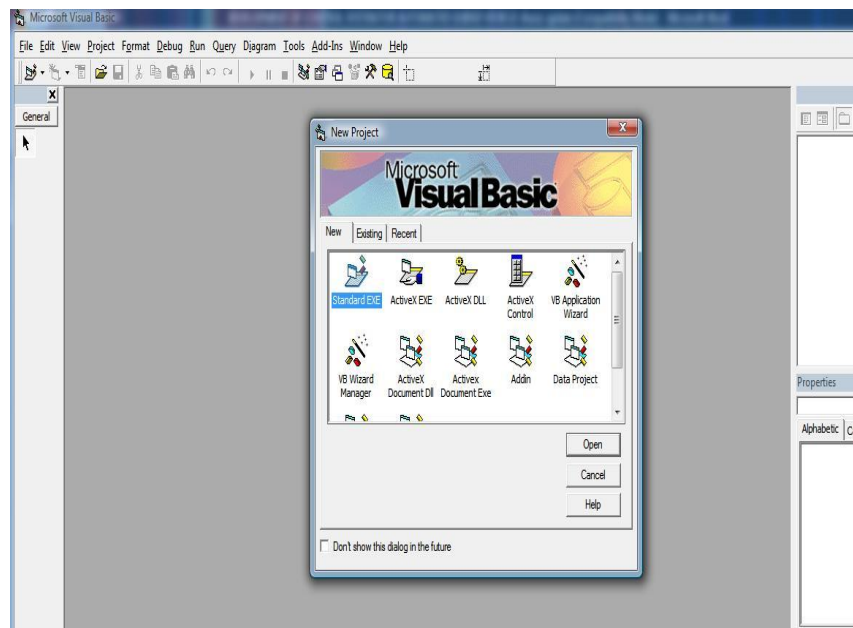 Microsoft Visual Basic
File Edit View Project Format Debug Run Query Diagram Tools Add-Ins Window Help
General
New Project
Microsoft
Visual Basic
New Existing Recent
Standard EXE ActiveX EXE ActiveX DLL ActiveX Control VB Application Wizard
VB Wizard Manager ActiveX Document Dll Activex Document Exe Addin Data Project
Open
Cancel
Help
Don't show this dialog in the future
Properties
Alphabetic C